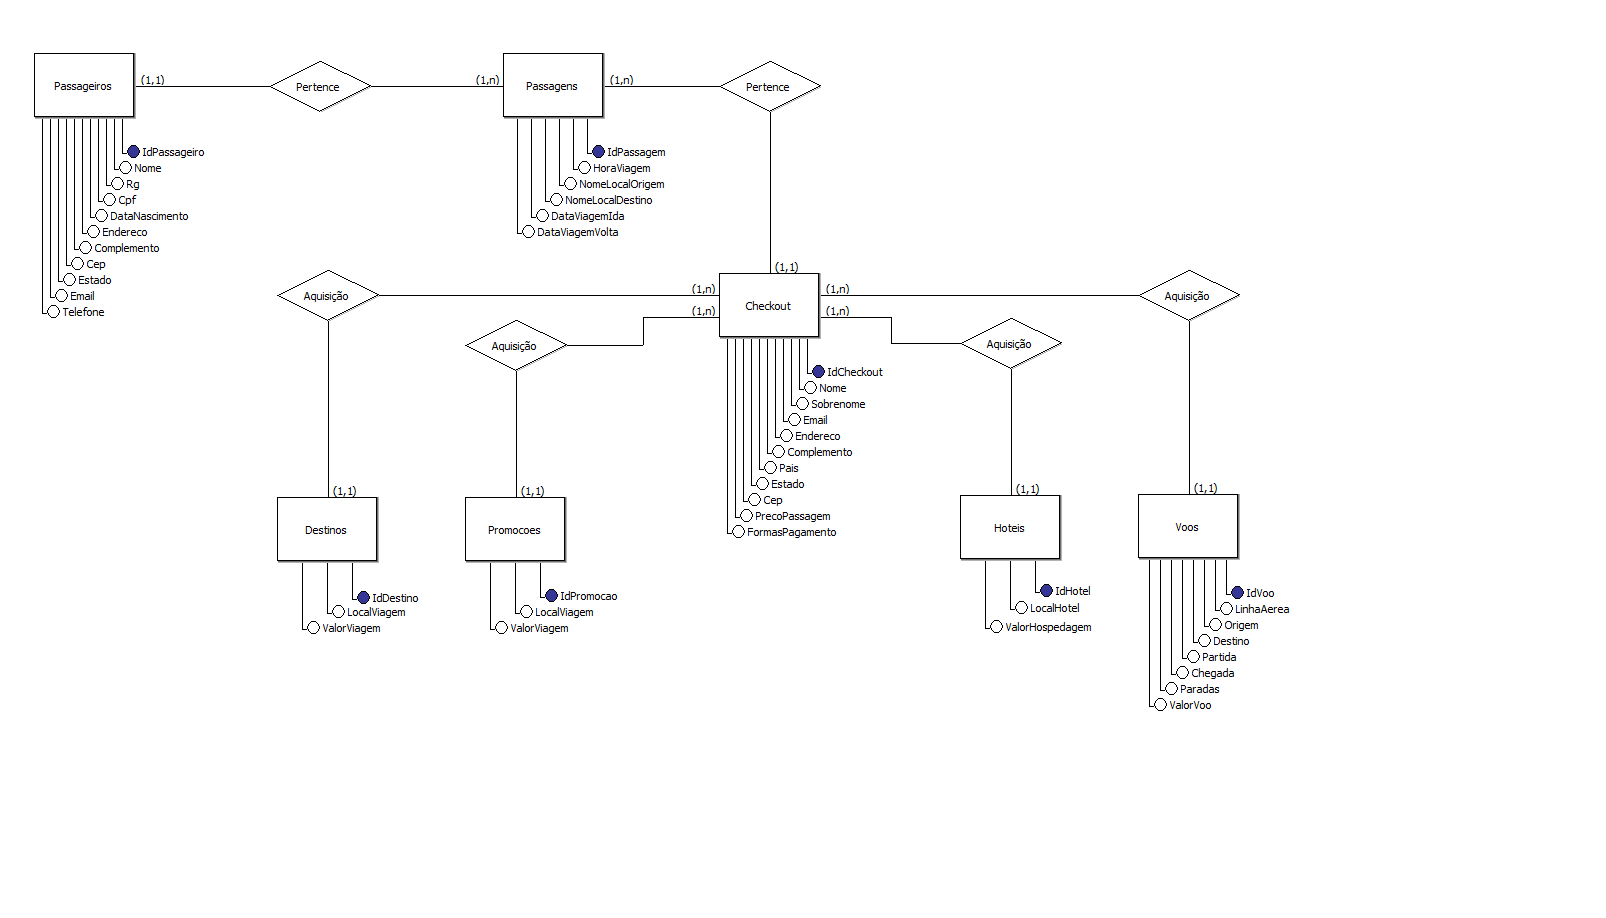 Passageiros
(1,1)
Pertence
(1,n)
Passagens
(1,n)
Pertence
IdPassageiro
Nome
Rg
Cpf
DataNascimento
Endereco
Complemento
Cep
Estado
Email
Telefone
IdPassagem
HoraViagem
NomeLocalOrigem
NomeLocalDestino
DataViagemIda
DataViagemVolta
(1,1)
Aquisição
(1,n)
Checkout
(1,n)
Aquisição
Aquisição
(1,n)
(1,n)
Aquisição
IdCheckout
Nome
Sobrenome
Email
Endereco
Complemento
Pais
Estado
Cep
PrecoPassagem
FormasPagamento
(1,1)
Destinos
IdDestino
LocalViagem
ValorViagem
(1,1)
Promocoes
IdPromocao
LocalViagem
ValorViagem
(1,1)
Hoteis
IdHotel
LocalHotel
ValorHospedagem
(1,1)
Voos
IdVoo
LinhaAerea
Origem
Destino
Partida
Chegada
Paradas
ValorVoo